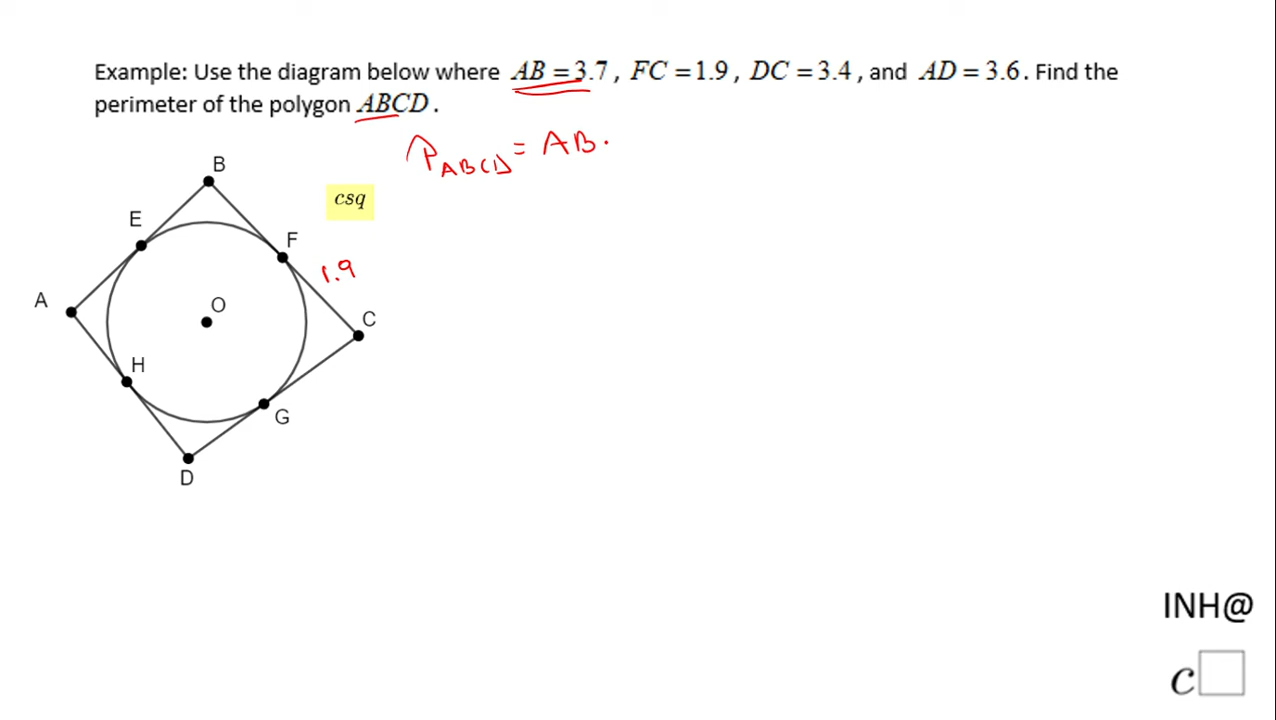 Example: Use the diagram below where AB = 3.7, FC = 1.9, DC = 3.4, and AD = 3.6. Find the
perimeter of the polygon ABCD.
P ABCD = AB.
B
csq
E
F
1.9
A
O
C
H
G
D
INH@
c